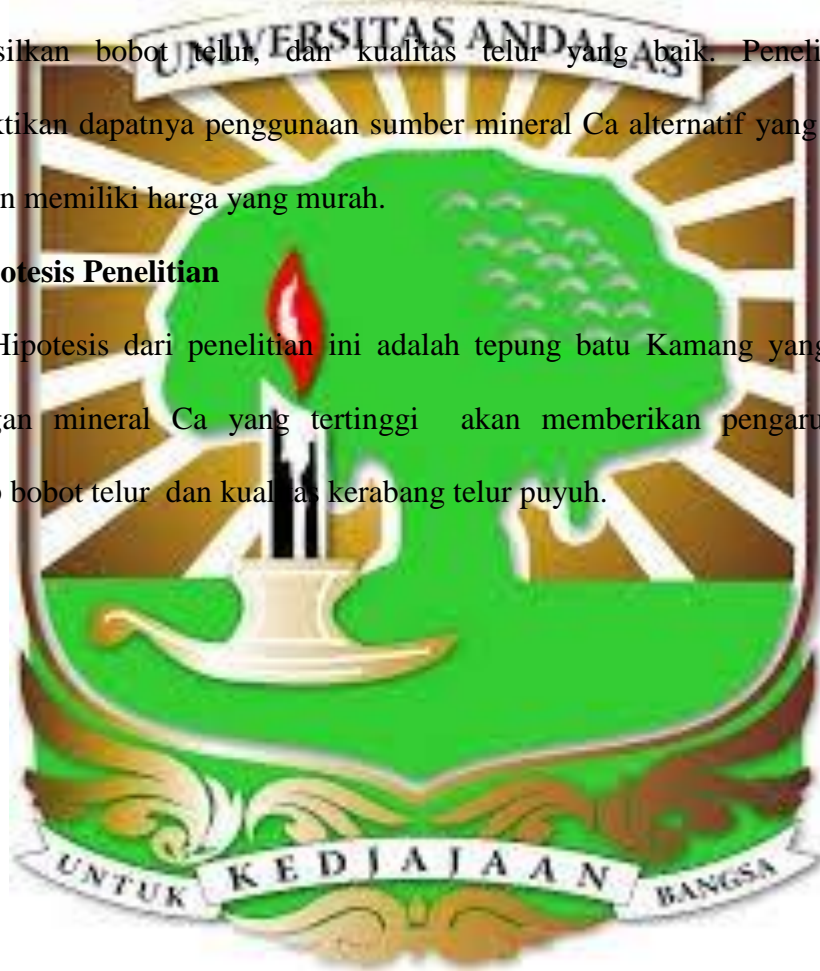 UNIVERSITAS ANDALAS
silkan bobot telur, dan kualitas telur yang baik. Peneli
ktikan dapatnya penggunaan sumber mineral Ca alternatif yang
n memiliki harga yang murah.
otesis Penelitian
Hipotesis dari penelitian ini adalah tepung batu Kamang yang
gan mineral Ca yang tertinggi akan memberikan pengaru
bobot telur dan kualitas kerabang telur puyuh.
UNTUK KEDJAJAAN BANGSA